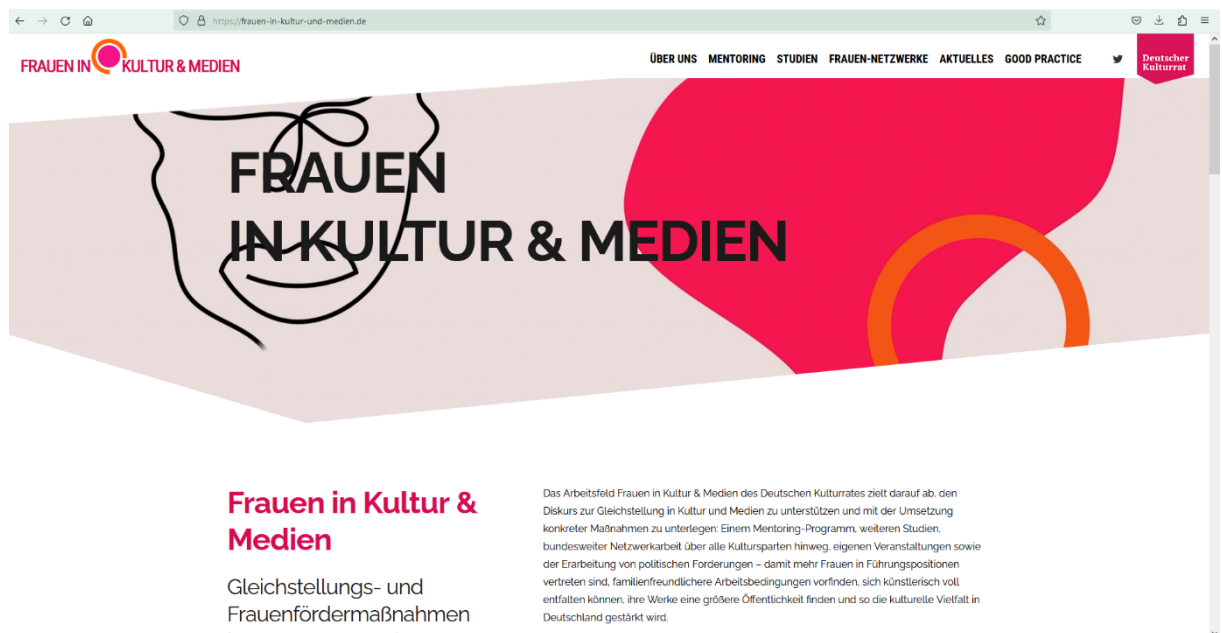 https://frauen-in-kultur-und-medien.de
FRAUEN IN KULTUR & MEDIEN
ÜBER UNS MENTORING STUDIEN FRAUEN-NETZWERKE AKTUELLES GOOD PRACTICE
Deutscher
Kulturrat
FRAUEN
IN KULTUR & MEDIEN
Frauen in Kultur &
Medien
Gleichstellungs- und
Frauenfördermaßnahmen
Das Arbeitsfeld Frauen in Kultur & Medien des Deutschen Kulturrates zielt darauf ab, den
Diskurs zur Gleichstellung in Kultur und Medien zu unterstützen und mit der Umsetzung
konkreter Maßnahmen zu unterlegen: Einem Mentoring-Programm, weiteren Studien,
bundesweiter Netzwerkarbeit über alle Kultursparten hinweg, eigenen Veranstaltungen sowie
der Erarbeitung von politischen Forderungen – damit mehr Frauen in Führungspositionen
vertreten sind, familienfreundlichere Arbeitsbedingungen vorfinden, sich künstlerisch voll
entfalten können, ihre Werke eine größere Öffentlichkeit finden und so die kulturelle Vielfalt in
Deutschland gestärkt wird.